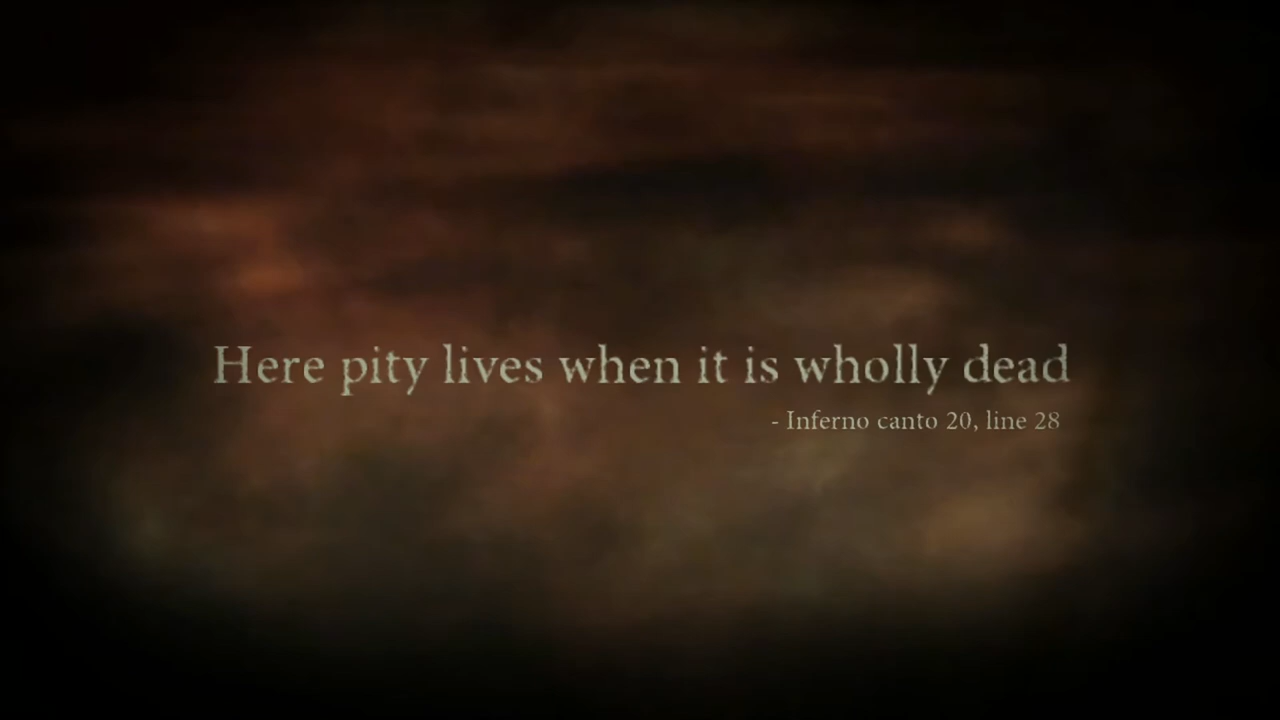 Here pity lives when it is wholly dead
- Inferno canto 20, line 28